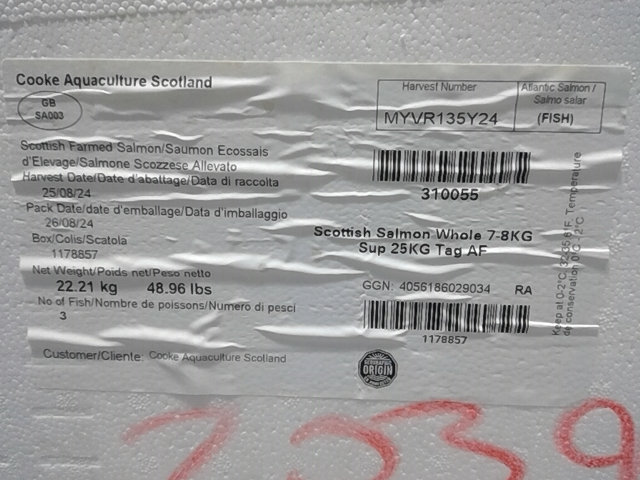 Cooke Aquaculture Scotland
GB
SA003
Harvest Number
MYVR135Y24
Atlantic Salmon /
Salmo salar
(FISH)
Scottish Farmed Salmon/Saumon Ecossais
d'Elevage/Salmone Scozzese Allevato
Harvest Date/Date d'abattage/Data di raccolta
25/08/24
Pack Date/date d'emballage/Data d'imballaggio
26/08/24
Box/Colis/Scatola
1178857
Net Weight/Poids net/Peso netto
22.21 kg 48.96 lbs
No of Fish/Nombre de poissons/Numero di pesci
3
Customer/Cliente: Cooke Aquaculture Scotland
310055
Scottish Salmon Whole 7-8KG
Sup 25KG Tag AF
GGN: 4056186029034 RA
1178857
GEOGRAPHIC
ORIGIN
Keep at 0-2°C, 32-35.6°F. Temperature
de conservation 0°C - 2°C